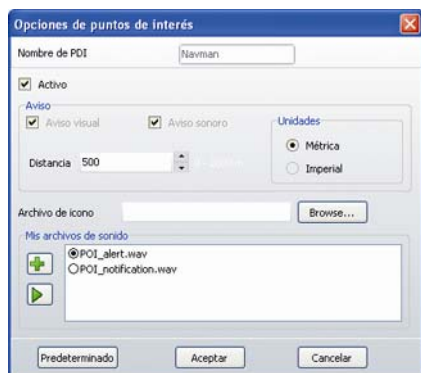 Opciones de puntos de interés
Nombre de PDI
Navman
Activo
Aviso
Aviso visual
Aviso sonoro
Distancia
500
Unidades
Métrica
Imperial
Archivo de icono
Browse...
Mis archivos de sonido
POI_alert.wav
POI_notification.wav
Predeterminado
Aceptar
Cancelar